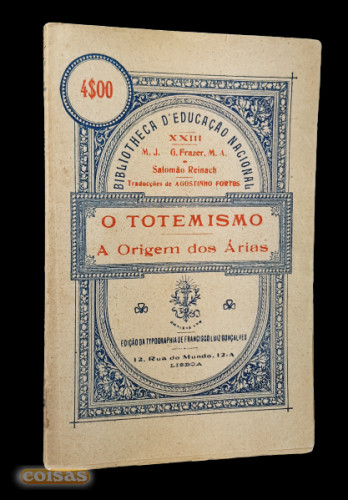 4$00
BIBLIOTHECA D'EDUCAÇÃO NACIONAL
XXIII
M. J. G. Frazer, M. A.
Salomão Reinach
Traduições de AGOSTINHO FORTES
O TOTEMISMO
A Origem dos Árias
EDIÇÃO DA TYPOGRAPHIA DE FRANCISCO LUIZ GONÇALVES
12, Rua do Mundo, 12-A
LISBOA
coisas